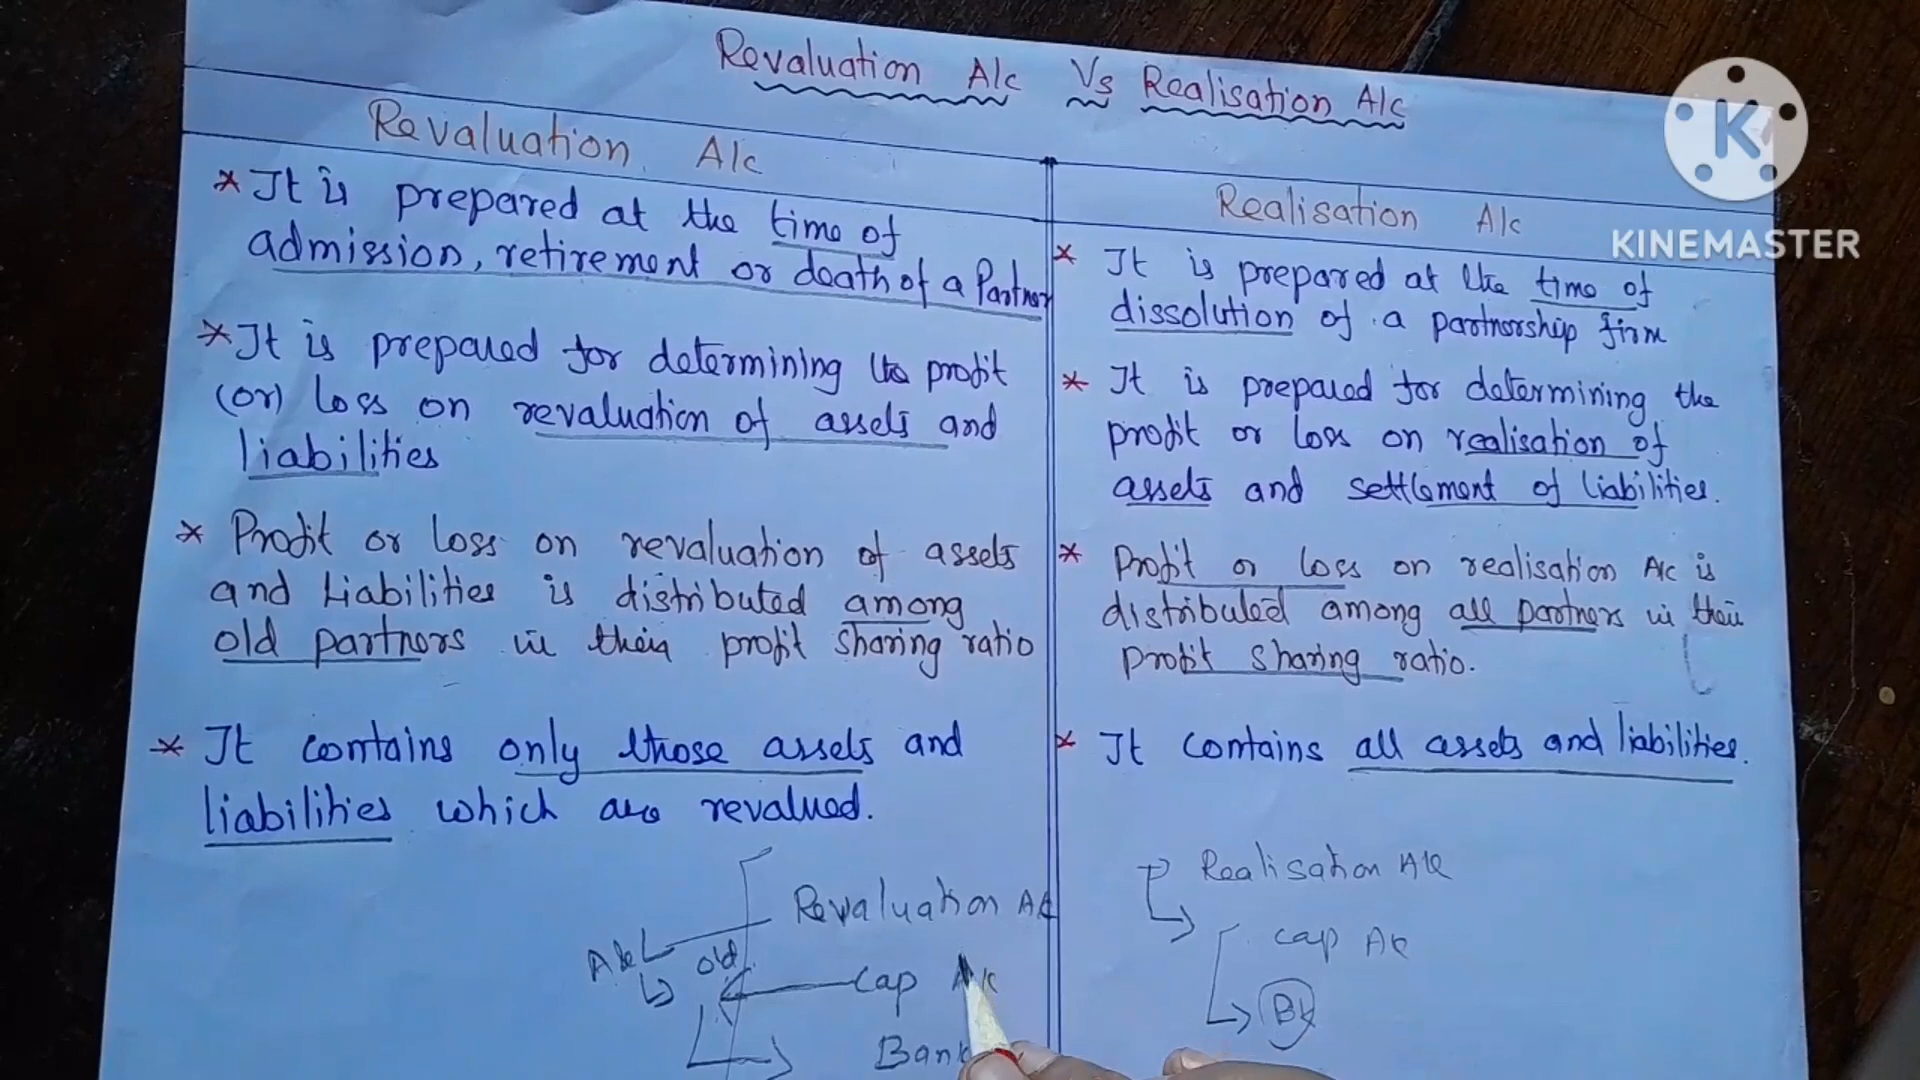 Revaluation A/c Vs Realisation A/c
Revaluation A/c
* It is prepared at the time of
admission, retirement or death of a Partner
* It is prepared for determining the profit
(or) loss on revaluation of assets and
liabilities
* Profit or loss on revaluation of assets
and Liabilities is distributed among
old partners in their profit sharing ratio
* It contains only those assets and
liabilities which are revalued.
Revaluation A/c
A/c
old
Cap A/c
Bank
Realisation A/c
* It is prepared at the time of
dissolution of a partnership firm
* It is prepared for determining the
profit or loss on realisation of
assets and settlement of liabilities.
* Profit or loss on realisation A/c is
distributed among all partners in their
profit sharing ratio.
* It contains all assets and liabilities.
Realisation A/c
Cap A/c
K
KINEMASTER